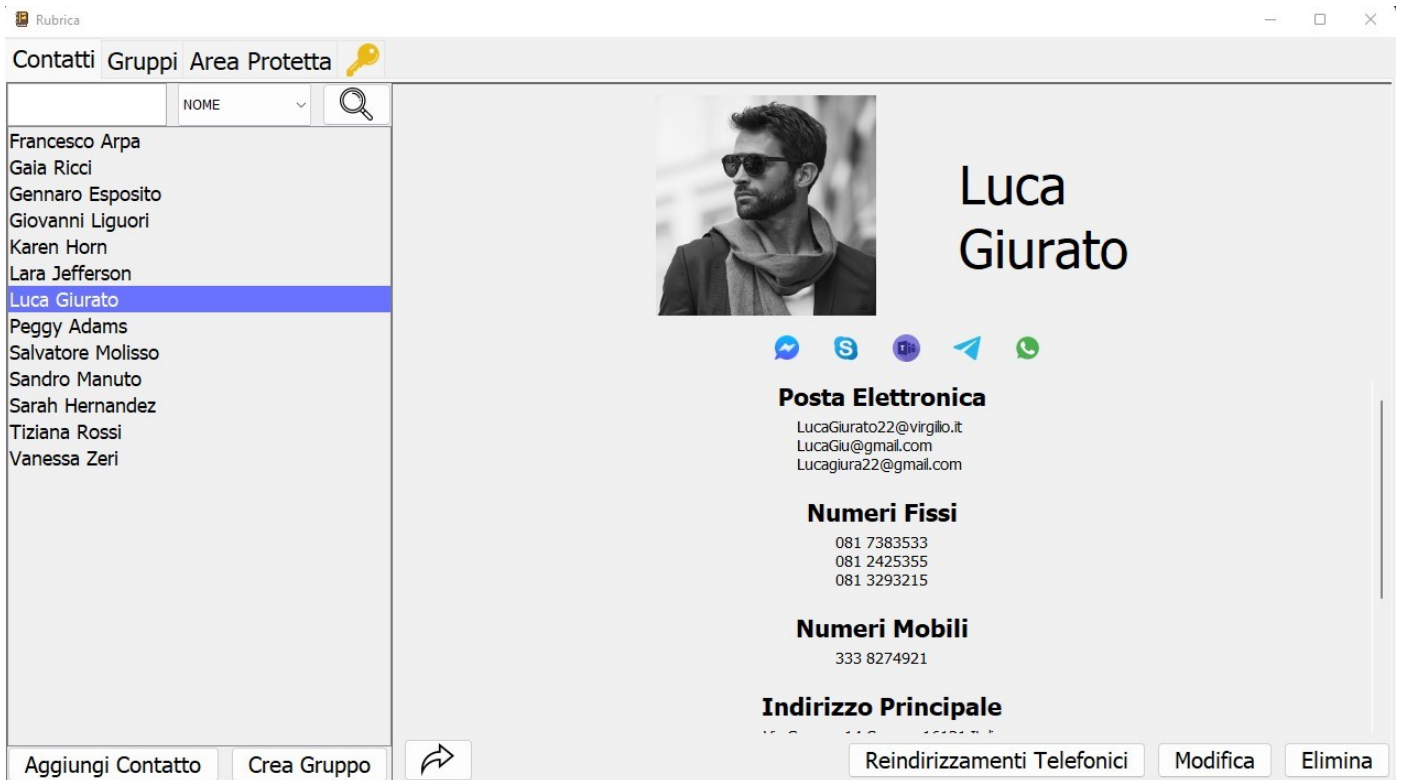 Rubrica
Contatti Gruppi Area Protetta
NOME
Francesco Arpa
Gaia Ricci
Gennaro Esposito
Giovanni Liguori
Karen Horn
Lara Jefferson
Luca Giurato
Peggy Adams
Salvatore Molisso
Sandro Manuto
Sarah Hernandez
Tiziana Rossi
Vanessa Zeri
Aggiungi Contatto
Crea Gruppo
Luca
Giurato
Posta Elettronica
LucaGiurato22@virgilio.it
LucaGiu@gmail.com
Lucagiura22@gmail.com
Numeri Fissi
081 7383533
081 2425355
081 3293215
Numeri Mobili
333 8274921
Indirizzo Principale
Reindirizzamenti Telefonici
Modifica
Elimina